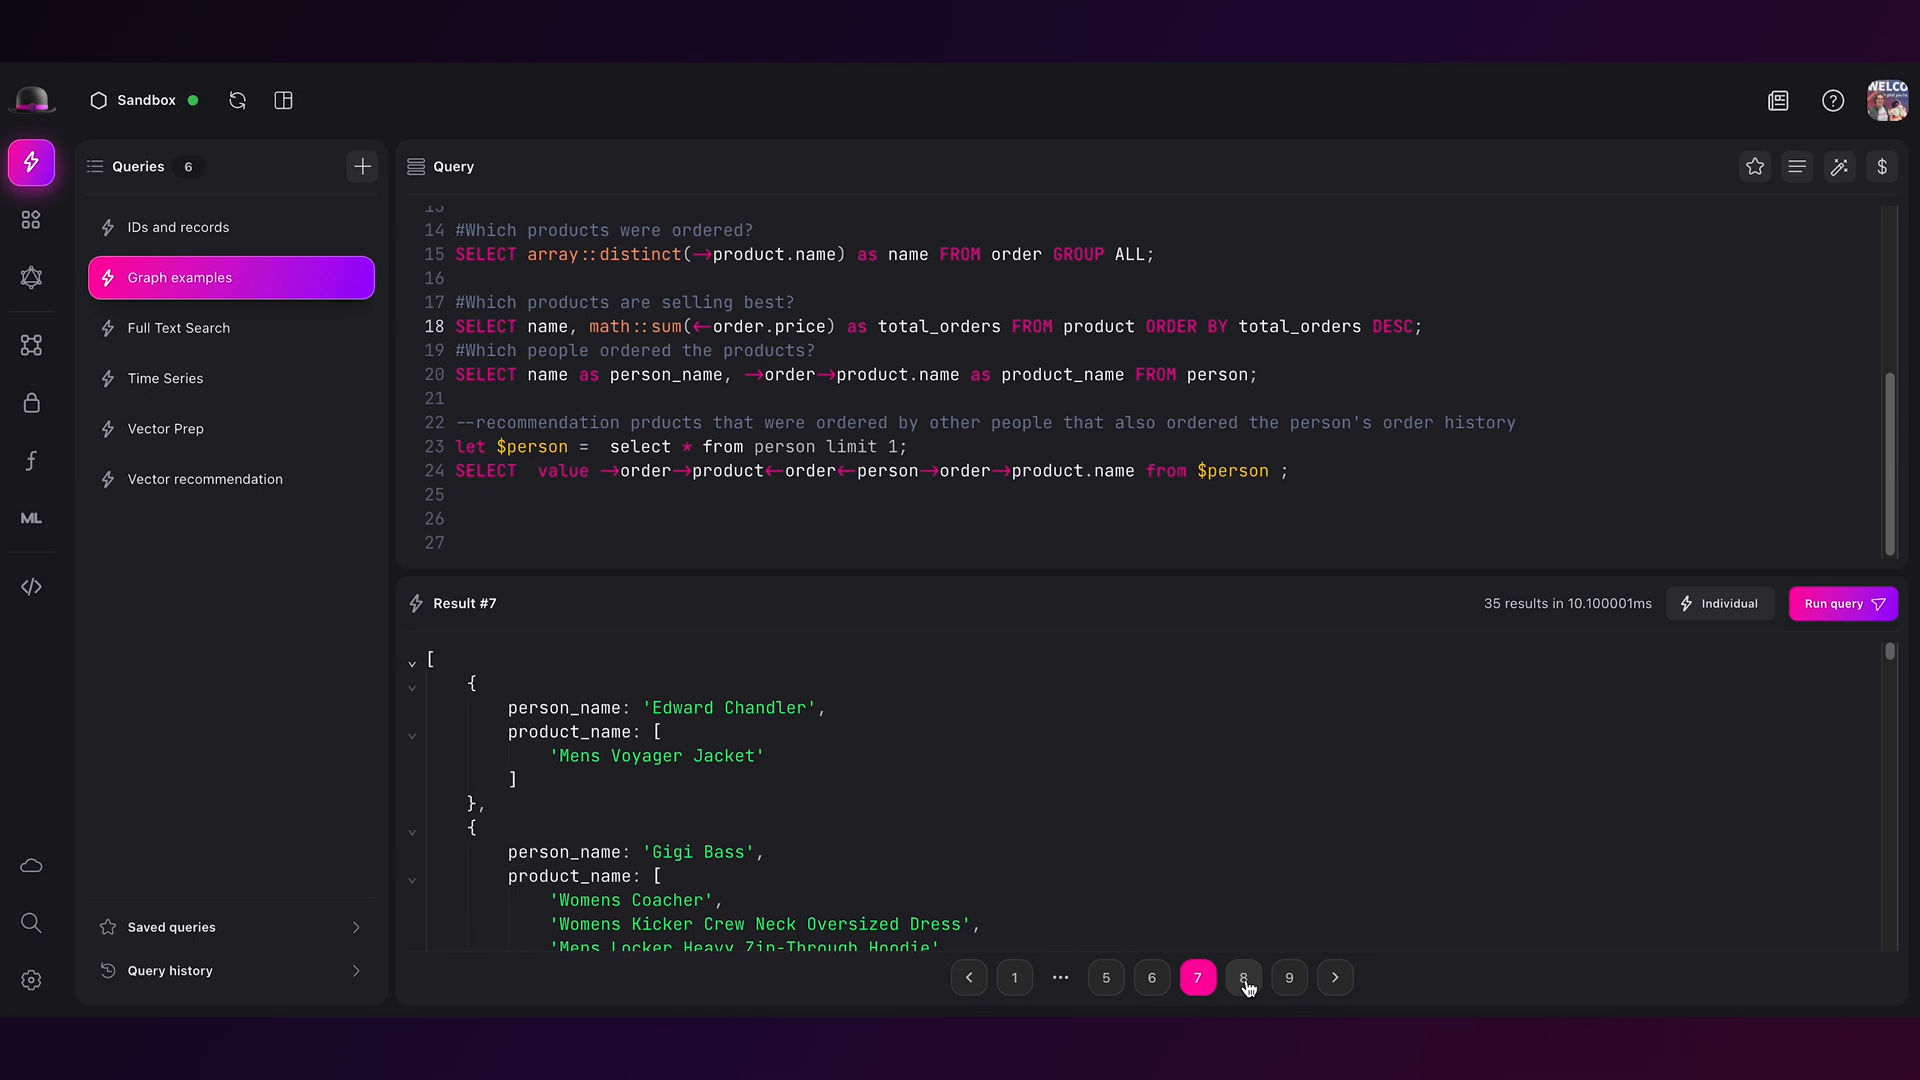 WELCO
Sandbox
Queries 6
IDs and records
Graph examples
Full Text Search
Time Series
Vector Prep
Vector recommendation
ML
Saved queries
Query history
Query
$
13
14 #Which products were ordered?
15 SELECT array::distinct(->product.name) as name FROM order GROUP ALL;
16
17 #Which products are selling best?
18 SELECT name, math::sum(<-order.price) as total_orders FROM product ORDER BY total_orders DESC;
19 #Which people ordered the products?
20 SELECT name as person_name, ->order->product.name as product_name FROM person;
21
22 --recommendation prducts that were ordered by other people that also ordered the person's order history
23 let $person =  select * from person limit 1;
24 SELECT  value ->order->product<-order<-person->order->product.name from $person ;
25
26
27
Result #7
35 results in 10.100001ms
Individual
Run query
[
{
person_name: 'Edward Chandler',
product_name: [
'Mens Voyager Jacket'
]
},
{
person_name: 'Gigi Bass',
product_name: [
'Womens Coacher',
'Womens Kicker Crew Neck Oversized Dress',
'Mens Locker Heavy Zip-Through Hoodie'
1 ... 5 6 7 8 9